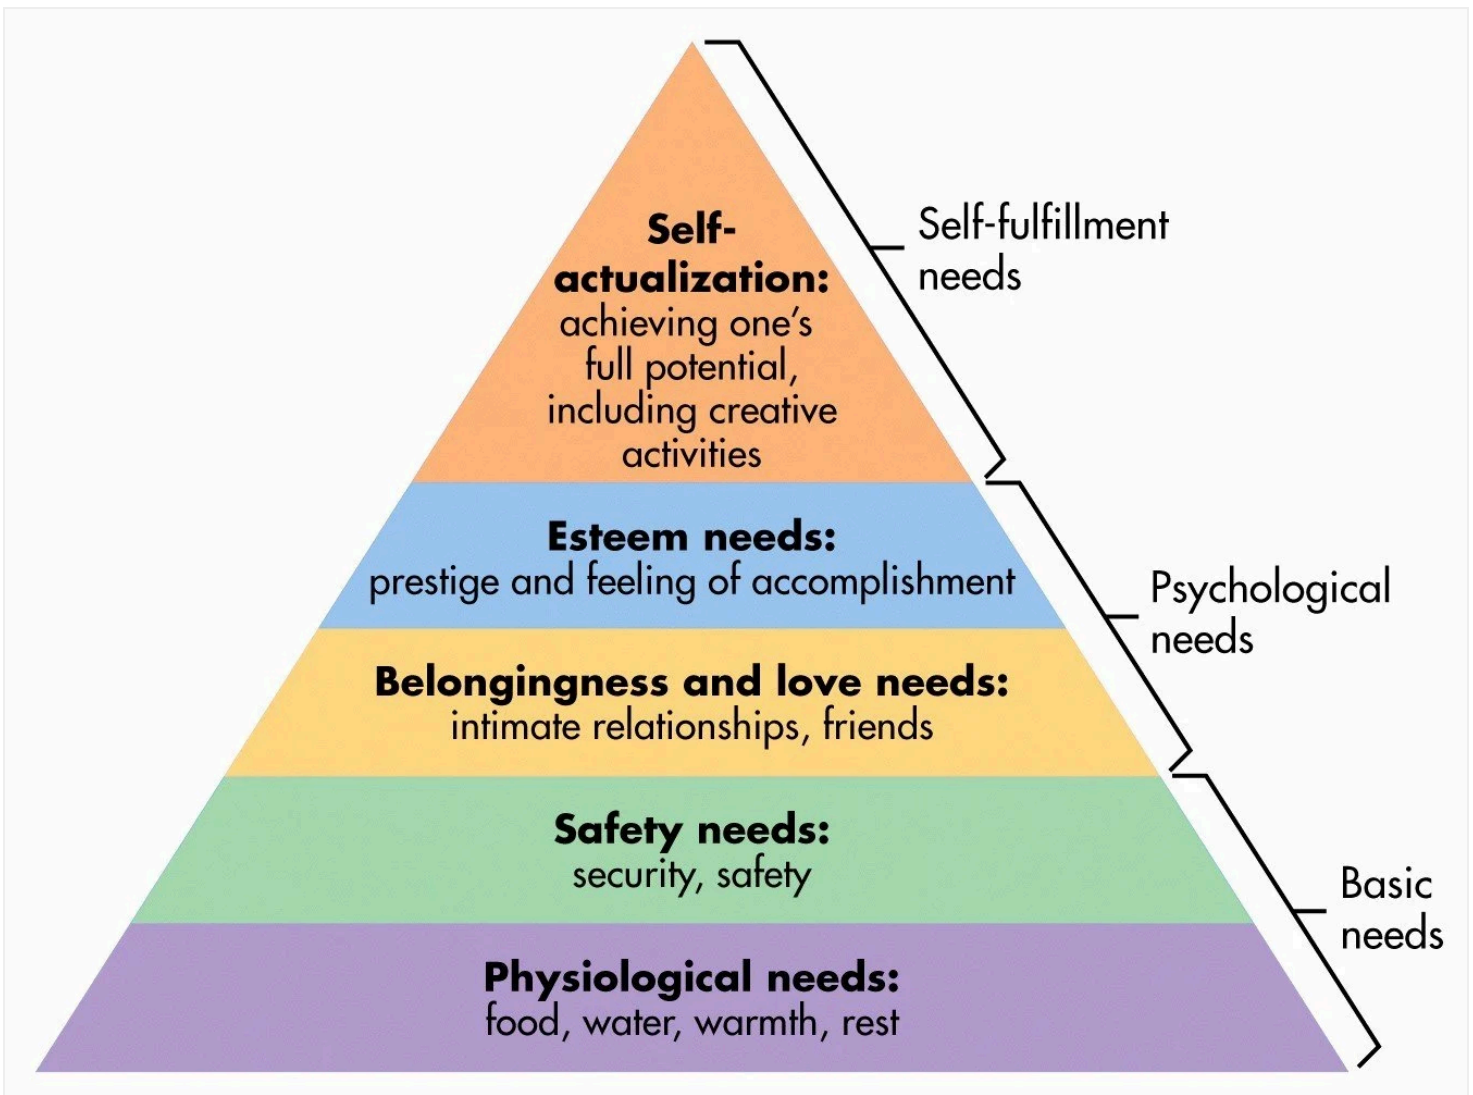 Self-
actualization:
achieving one's
full potential,
including creative
activities
Self-fulfillment
needs
Esteem needs:
prestige and feeling of accomplishment
Belongingness and love needs:
intimate relationships, friends
Psychological
needs
Safety needs:
security, safety
Physiological needs:
food, water, warmth, rest
Basic
needs